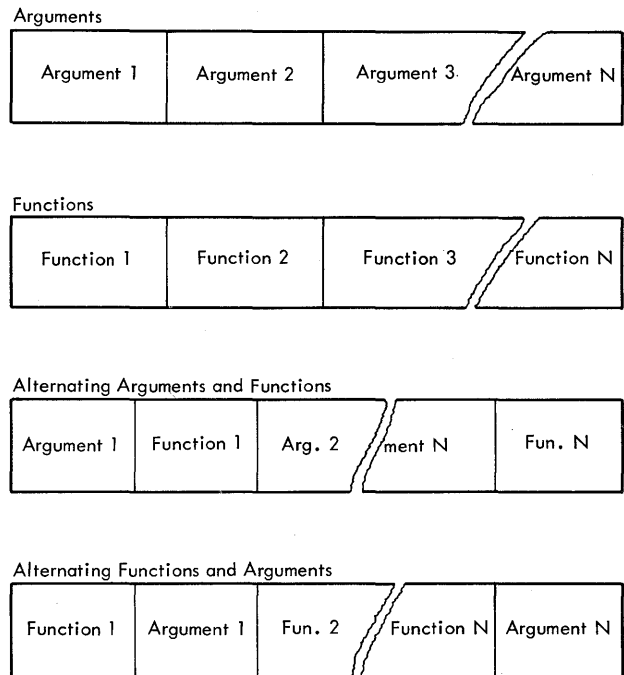 Arguments
Argument 1 Argument 2 Argument 3. Argument N
Functions
Function 1 Function 2 Function 3 Function N
Alternating Arguments and Functions
Argument 1 Function 1 Arg. 2 ment N Fun. N
Alternating Functions and Arguments
Function 1 Argument 1 Fun. 2 Function N Argument N